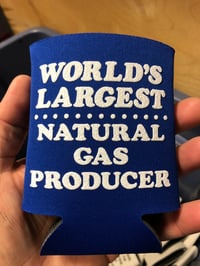 WORLD'S
LARGEST
NATURAL
GAS
PRODUCER